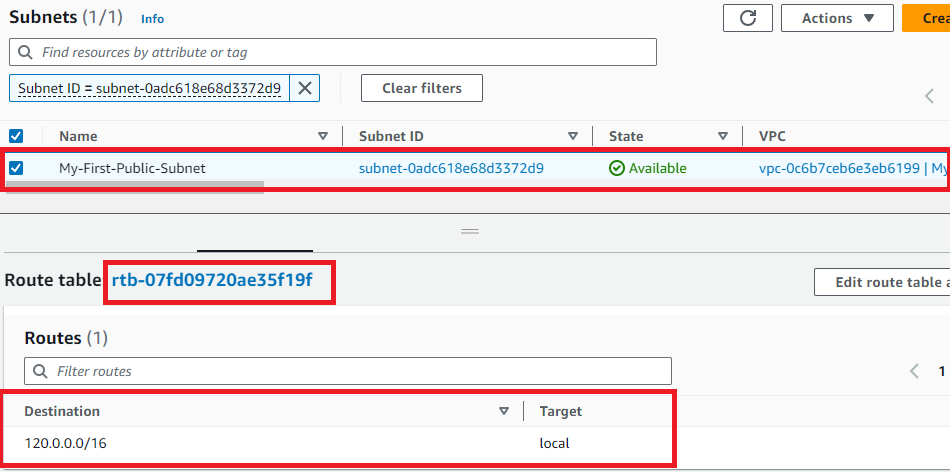 Subnets (1/1) Info Actions Crea
Find resources by attribute or tag
Subnet ID = subnet-0adc618e68d3372d9 Clear filters
Name Subnet ID State VPC
My-First-Public-Subnet subnet-0adc618e68d3372d9 Available vpc-0c6b7ceb6e3eb6199 | My
Route table rtb-07fd09720ae35f19f Edit route table a
Routes (1)
Filter routes 1
Destination Target
120.0.0.0/16 local